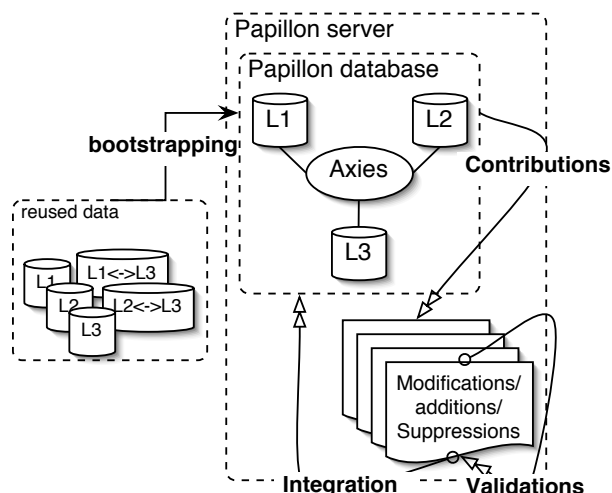 Papillon server
Papillon database
L1
L2
bootstrapping
Axies
Contributions
reused data
L3
L1
L1<->L3
L2
L2<->L3
L3
Modifications/
additions/
Suppressions
Integration
Validations